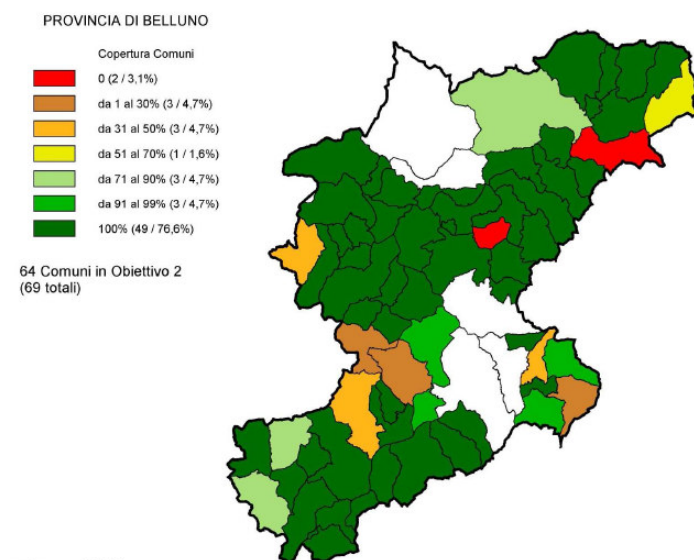 PROVINCIA DI BELLUNO
Copertura Comuni
0 (2 / 3,1%)
da 1 al 30% (3 / 4,7%)
da 31 al 50% (3 / 4,7%)
da 51 al 70% (1 / 1,6%)
da 71 al 90% (3 / 4,7%)
da 91 al 99% (3 / 4,7%)
100% (49 / 76,6%)
64 Comuni in Obiettivo 2
(69 totali)